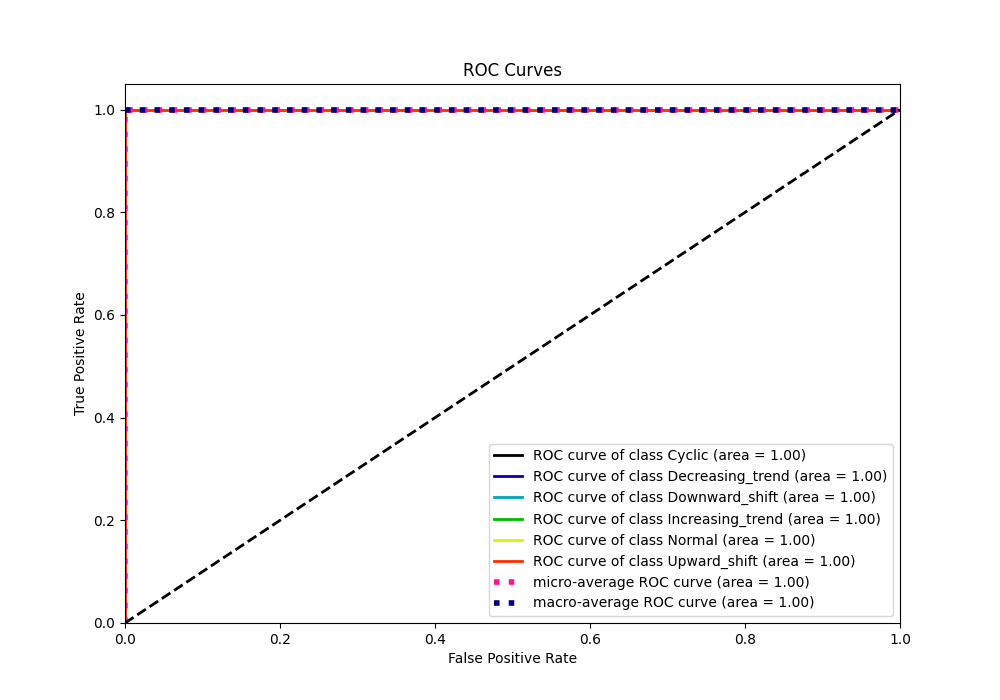 ROC Curves
True Positive Rate
1.0
0.8
0.6
0.4
0.2
0.0
ROC curve of class Cyclic (area = 1.00)
ROC curve of class Decreasing_trend (area = 1.00)
ROC curve of class Downward_shift (area = 1.00)
ROC curve of class Increasing_trend (area = 1.00)
ROC curve of class Normal (area = 1.00)
ROC curve of class Upward_shift (area = 1.00)
micro-average ROC curve (area = 1.00)
macro-average ROC curve (area = 1.00)
0.0 0.2 0.4 0.6 0.8 1.0
False Positive Rate